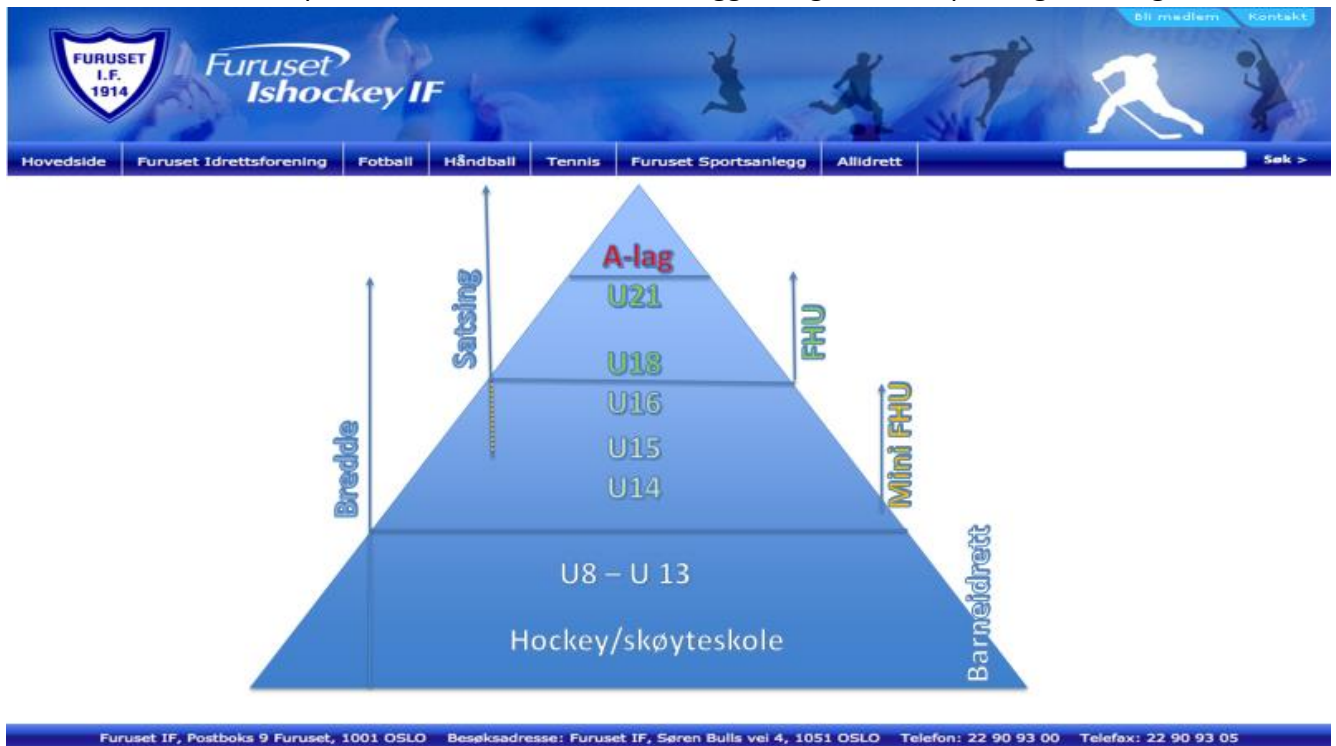 Bli medlem Kontakt
FURUSET
I.F.
1914
Furuset
Ishockey IF
Hovedside Furuset Idrettsforening Fotball Håndball Tennis Furuset Sportsanlegg Allidrett Søk >
A-lag
U21
U18
U16
U15
U14
U8 – U 13
Hockey/skøyteskole
Bredde
Satsing
FHU
Mini FHU
Barneidrett
Furuset IF, Postboks 9 Furuset, 1001 OSLO Besøksadresse: Furuset IF, Søren Bulls vei 4, 1051 OSLO Telefon: 22 90 93 00 Telefax: 22 90 93 05